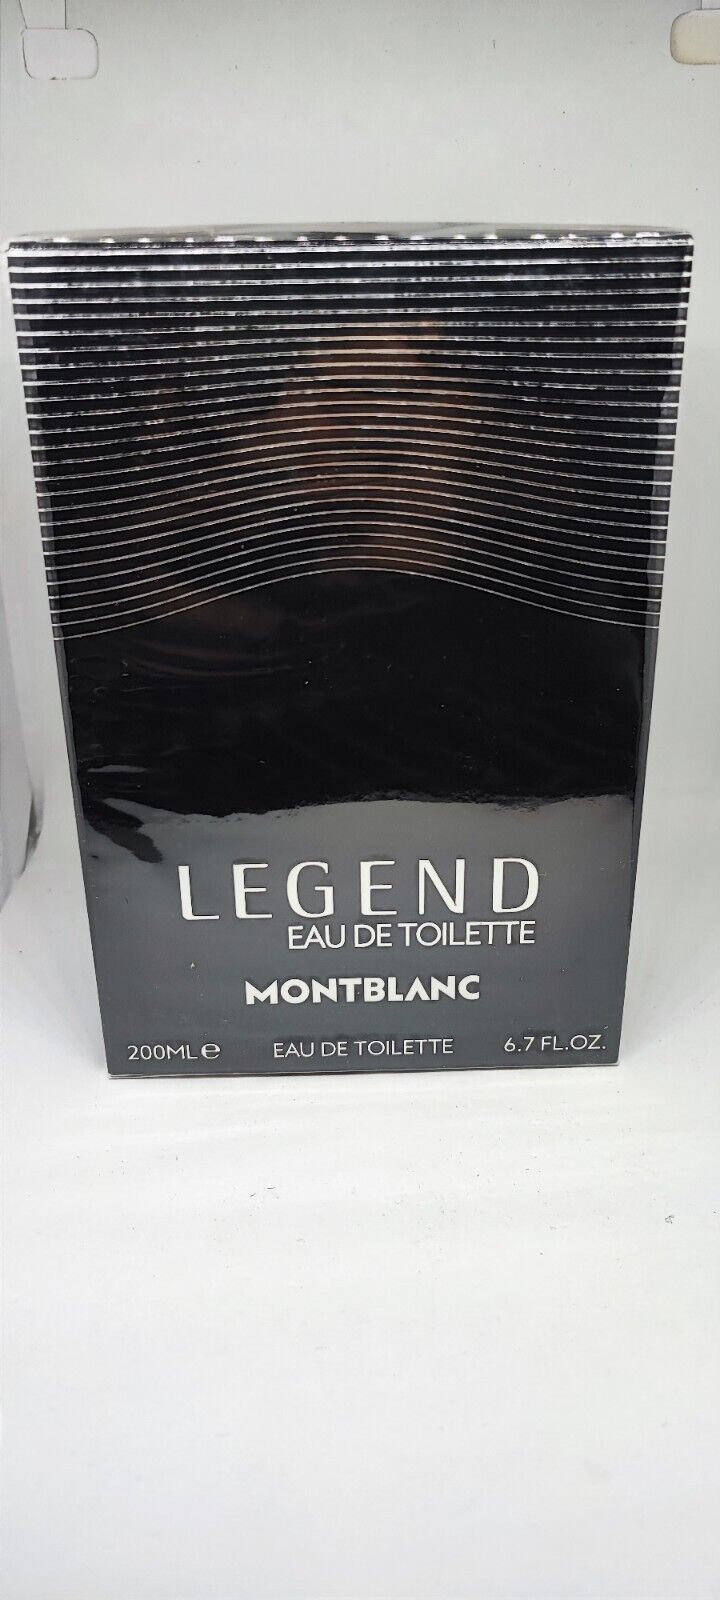 LEGEND
EAU DE TOILETTE
MONTBLANC
200ML e EAU DE TOILETTE 6.7 FL.OZ.